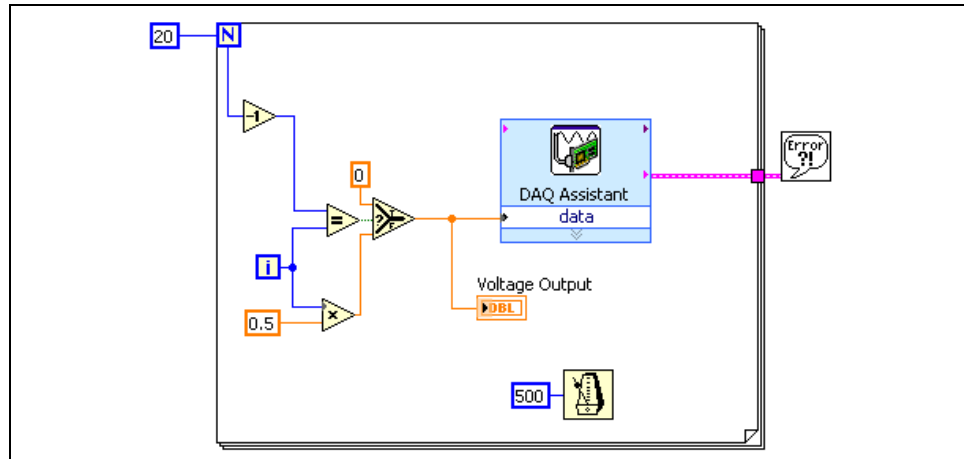 20
N
-1
0
Error
?!
DAQ Assistant
data
=
?
T
F
i
Voltage Output
DBL
x
0.5
500